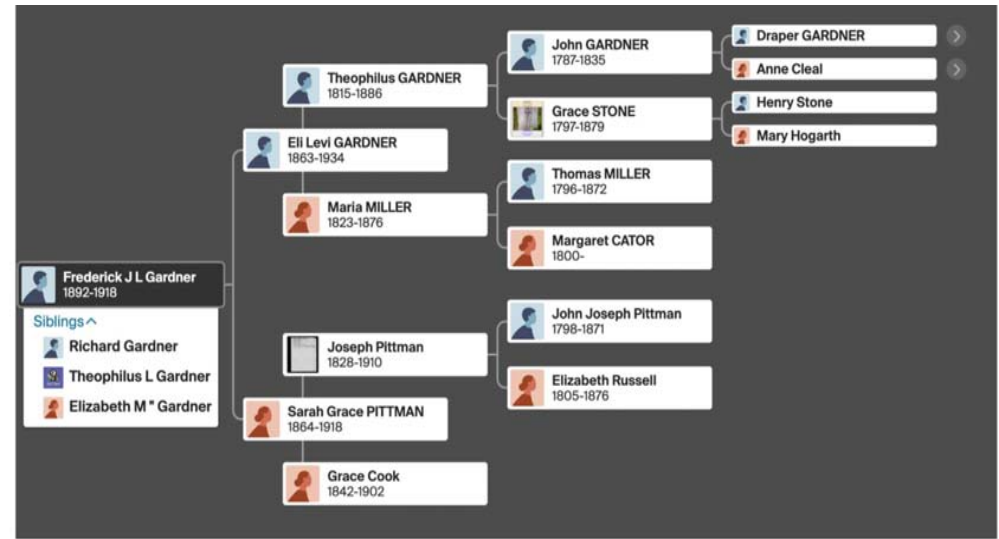 Draper GARDNER
John GARDNER
1787-1835
Anne Cleal
Theophilus GARDNER
1815-1886
Henry Stone
Grace STONE
1797-1879
Mary Hogarth
Eli Levi GARDNER
1863-1934
Thomas MILLER
1796-1872
Maria MILLER
1823-1876
Margaret CATOR
1800-
Frederick J L Gardner
1892-1918
Siblings
Richard Gardner
Theophilus L Gardner
Elizabeth M " Gardner
John Joseph Pittman
1798-1871
Joseph Pittman
1828-1910
Elizabeth Russell
1805-1876
Sarah Grace PITTMAN
1864-1918
Grace Cook
1842-1902